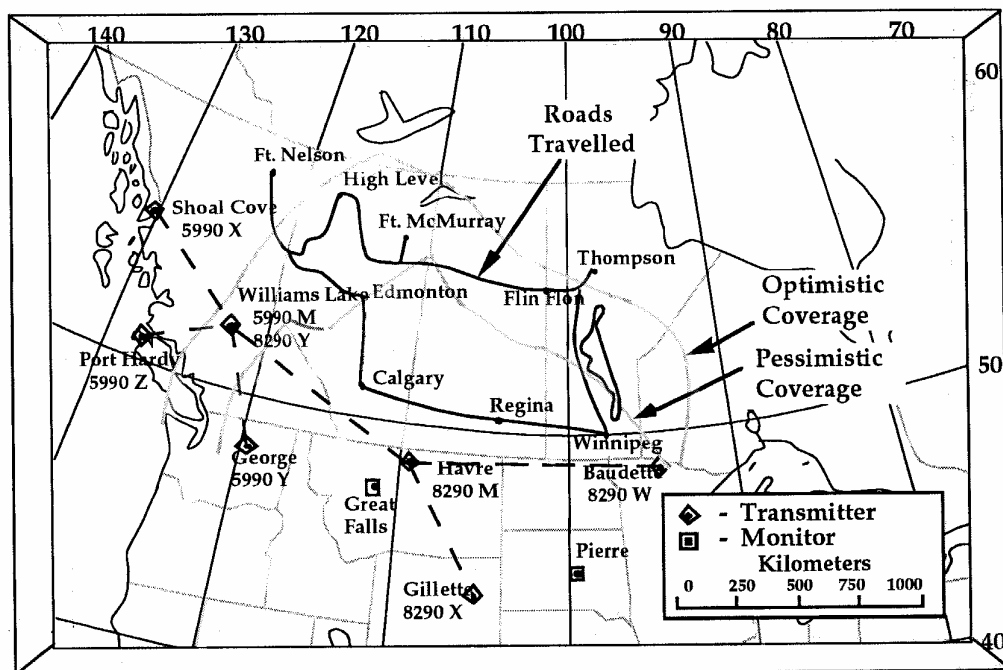 140 130 120 110 100 90 80 70
60
Roads
Travelled
Ft. Nelson
High Level
Shoal Cove
5990 X
Ft. McMurray
Thompson
Williams Lake
5990 M
8290 Y
Edmonton
Flin Flon
Optimistic
Coverage
Port Hardy
5990 Z
Pessimistic
Coverage
50
Calgary
Regina
Winnipeg
George
5990 Y
Havre
8290 M
Baudette
8290 W
Great
Falls
Pierre
Gillette
8290 X
- Transmitter
- Monitor
Kilometers
0 250 500 750 1000
40